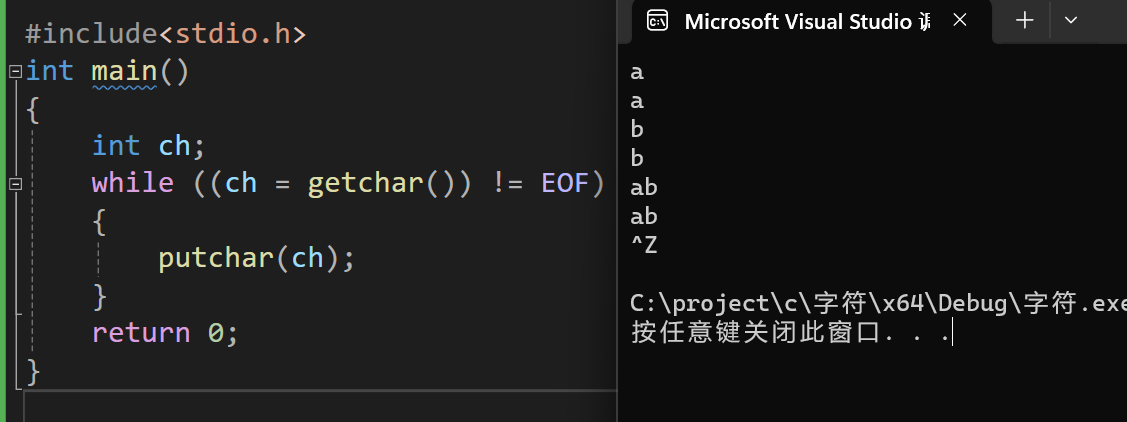 #include<stdio.h>
int main()
{
    int ch;
    while ((ch = getchar()) != EOF)
    {
        putchar(ch);
    }
    return 0;
}
Microsoft Visual Studio 
a
a
b
b
ab
ab
^Z
C:\project\c\字符\x64\Debug\字符.exe
按任意键关闭此窗口. . .